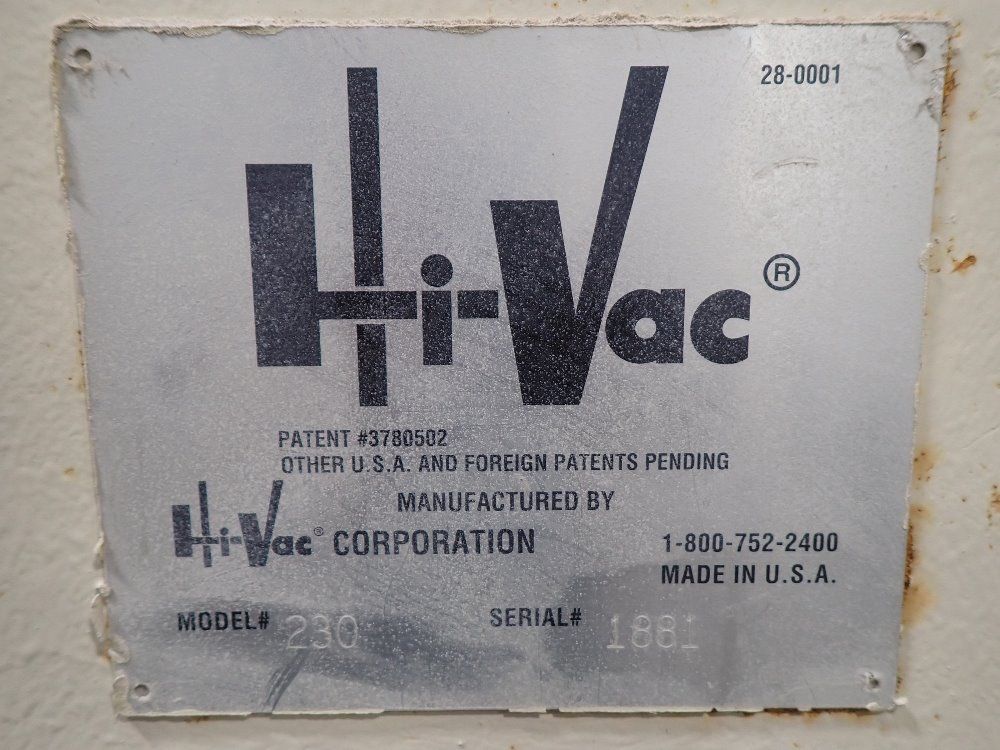 28-0001
Hi-Vac®
PATENT #3780502
OTHER U.S.A. AND FOREIGN PATENTS PENDING
MANUFACTURED BY
Hi-Vac® CORPORATION 1-800-752-2400
MADE IN U.S.A.
MODEL# 230 SERIAL# 1881